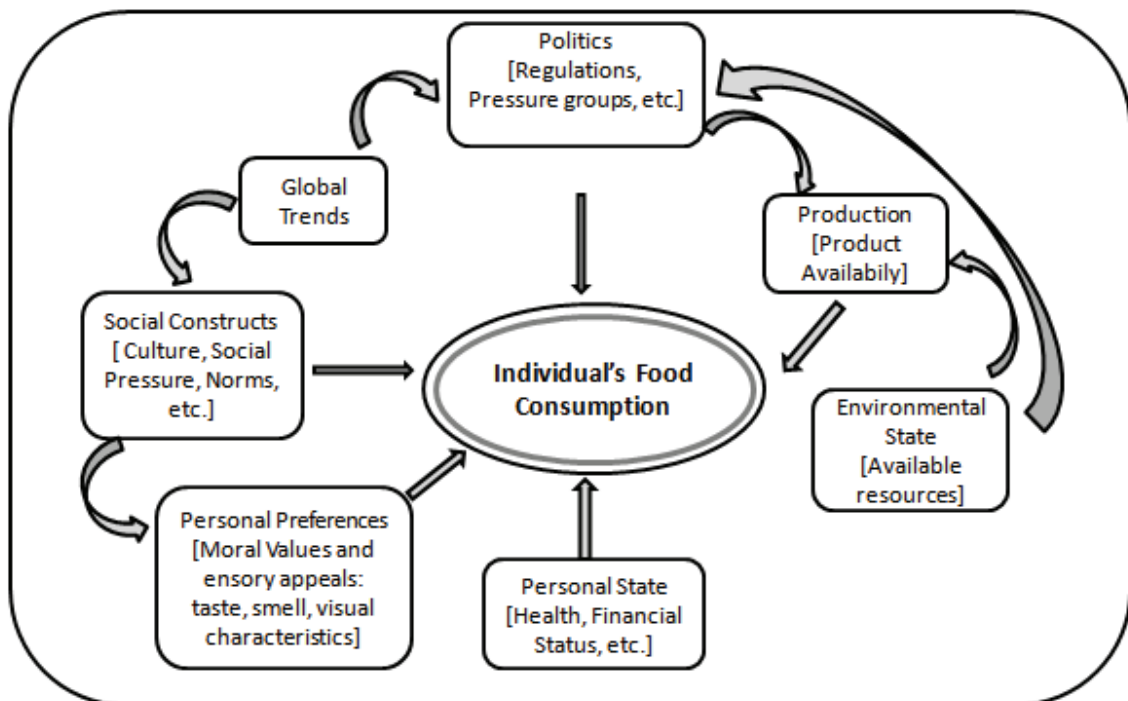 Politics
[Regulations,
Pressure groups, etc.]
Global
Trends
Production
[Product
Availabily]
Social Constructs
[ Culture, Social
Pressure, Norms,
etc.]
Individual’s Food
Consumption
Environmental
State
[Available
resources]
Personal Preferences
[Moral Values and
ensory appeals:
taste, smell, visual
characteristics]
Personal State
[Health, Financial
Status, etc.]